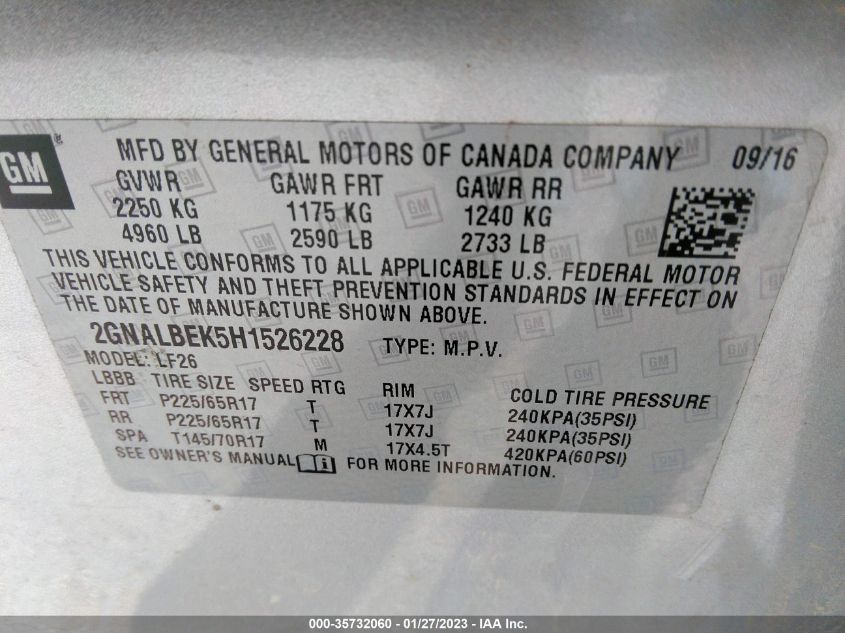 GM
MFD BY GENERAL MOTORS OF CANADA COMPANY 09/16
GVWR GAWR FRT GAWR RR
2250 KG 1175 KG 1240 KG
4960 LB 2590 LB 2733 LB
THIS VEHICLE CONFORMS TO ALL APPLICABLE U.S. FEDERAL MOTOR
VEHICLE SAFETY AND THEFT PREVENTION STANDARDS IN EFFECT ON
THE DATE OF MANUFACTURE SHOWN ABOVE.
2GNALBEK5H1526228 TYPE: M.P.V.
MODEL: LF26
LBBB TIRE SIZE SPEED RTG RIM COLD TIRE PRESSURE
FRT P225/65R17 T 17X7J 240KPA(35PSI)
RR P225/65R17 T 17X7J 240KPA(35PSI)
SPA T145/70R17 M 17X4.5T 420KPA(60PSI)
SEE OWNER'S MANUAL FOR MORE INFORMATION.
000-35732060 - 01/27/2023 - © IAA Inc.